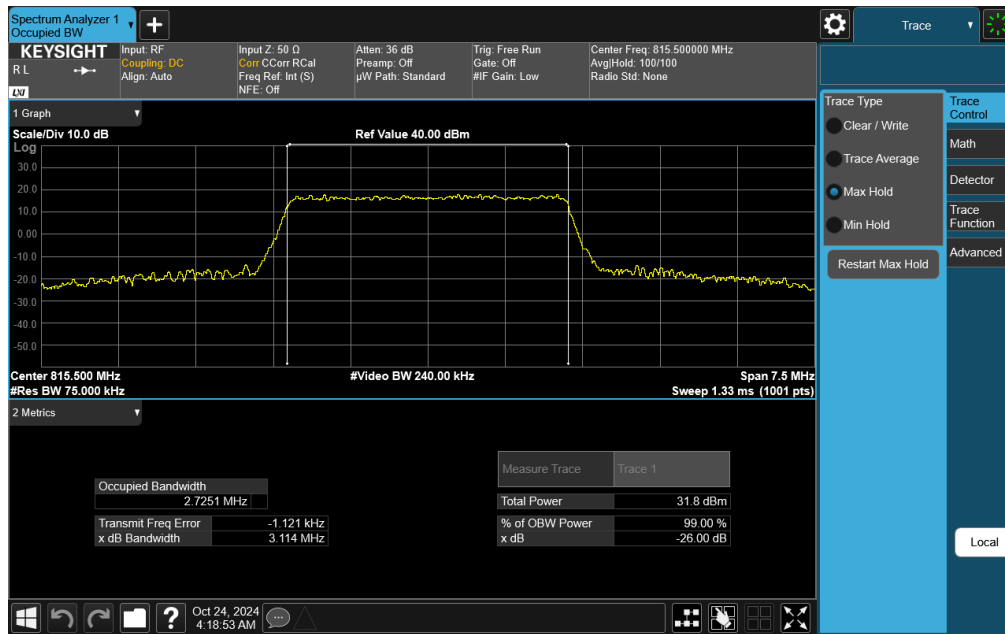 Spectrum Analyzer 1
Occupied BW
Trace
KEYSIGHT
R L
LXI
Input: RF
Coupling: DC
Align: Auto
Input Z: 50 Ω
Corr CCorr RCal
Freq Ref: Int (S)
NFE: Off
Atten: 36 dB
Preamp: Off
µW Path: Standard
Trig: Free Run
Gate: Off
#IF Gain: Low
Center Freq: 815.500000 MHz
Avg|Hold: 100/100
Radio Std: None
1 Graph
Scale/Div 10.0 dB
Ref Value 40.00 dBm
Log
30.0
20.0
10.0
0.00
-10.0
-20.0
-30.0
-40.0
-50.0
Center 815.500 MHz
#Video BW 240.00 kHz
Span 7.5 MHz
#Res BW 75.000 kHz
Sweep 1.33 ms (1001 pts)
2 Metrics
Measure Trace
Trace 1
Occupied Bandwidth
2.7251 MHz
Total Power
31.8 dBm
Transmit Freq Error
-1.121 kHz
% of OBW Power
99.00 %
x dB Bandwidth
3.114 MHz
x dB
-26.00 dB
Trace Type
Clear / Write
Trace Average
Max Hold
Min Hold
Restart Max Hold
Trace
Control
Math
Detector
Trace
Function
Advanced
Local
?
Oct 24, 2024
4:18:53 AM